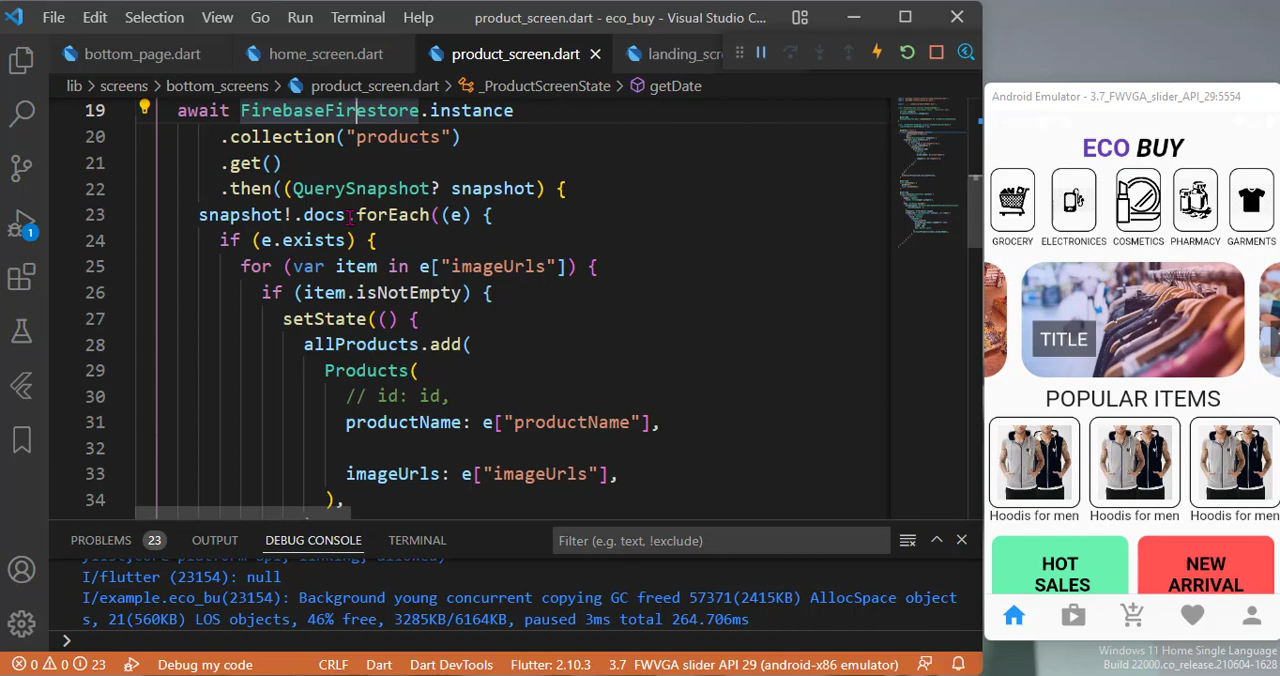 File Edit Selection View Go Run Terminal Help product_screen.dart - eco_buy - Visual Studio C...
bottom_page.dart home_screen.dart product_screen.dart landing_scr
lib > screens > bottom_screens > product_screen.dart > _ProductScreenState > getDate
19 await FirebaseFirestore.instance
20 .collection("products")
21 .get()
22 .then((QuerySnapshot? snapshot) {
23 snapshot!.docs.forEach((e) {
24 if (e.exists) {
25 for (var item in e["imageUrls"]) {
26 if (item.isNotEmpty) {
27 setState(() {
28 allProducts.add(
29 Products(
30 // id: id,
31 productName: e["productName"],
32
33 imageUrls: e["imageUrls"],
34 ),
PROBLEMS 23 OUTPUT DEBUG CONSOLE TERMINAL Filter (e.g. text, !exclude)
I/flutter (23154): null
I/example.eco_bu(23154): Background young concurrent copying GC freed 57371(2415KB) AllocSpace object
s, 21(560KB) LOS objects, 46% free, 3285KB/6164KB, paused 3ms total 264.706ms
>
1
0 0 23 Debug my code CRLF Dart Dart DevTools Flutter: 2.10.3 3.7 FWVGA slider API 29 (android-x86 emulator)
Android Emulator - 3.7_FWVGA_slider_API_29:5554
ECO BUY
GROCERY ELECTRONICES COSMETICS PHARMACY GARMENTS
TITLE
POPULAR ITEMS
Hoodis for men Hoodis for men Hoodis for men
HOT SALES
NEW ARRIVAL
Windows 11 Home Single Language
Build 22000.co_release.210604-1628